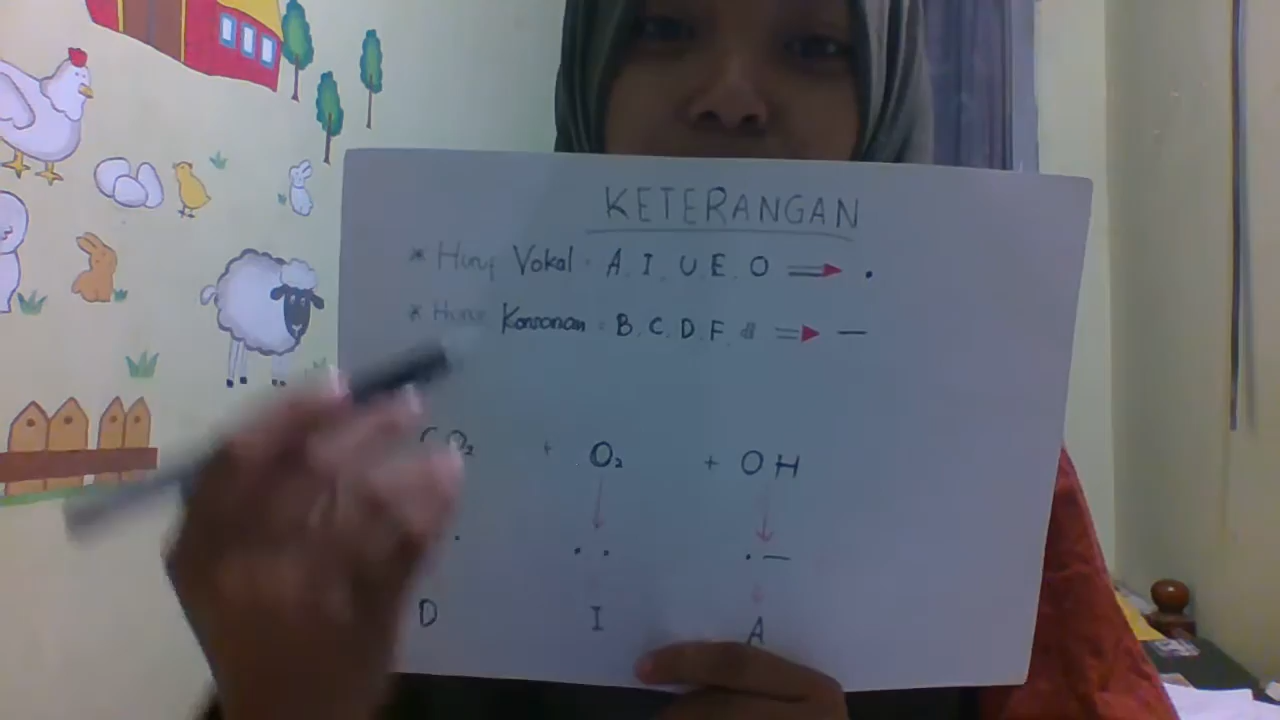 KETERANGAN
* Huruf Vokal : A, I, U, E, O ⇒ .
* Huruf Konsonan : B, C, D, F, dll ⇒ —
CO₂ + O₂ + OH
. . . . —
D I A